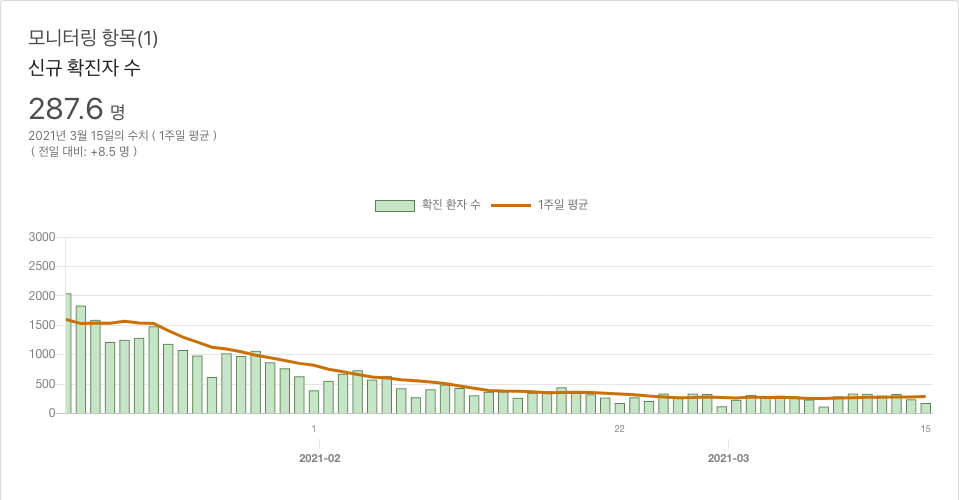 모니터링 항목(1)
신규 확진자 수
287.6 명
2021년 3월 15일의 수치 ( 1주일 평균 )
( 전일 대비: +8.5 명 )
확진 환자 수 1주일 평균
3000
2500
2000
1500
1000
500
0
1 22 15
2021-02 2021-03